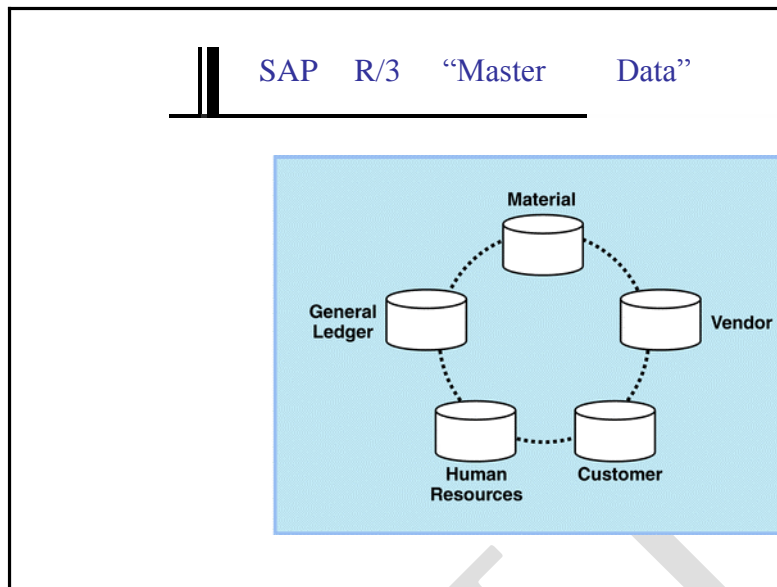 SAP R/3 “Master Data”
Material
General
Ledger
Vendor
Human
Resources
Customer